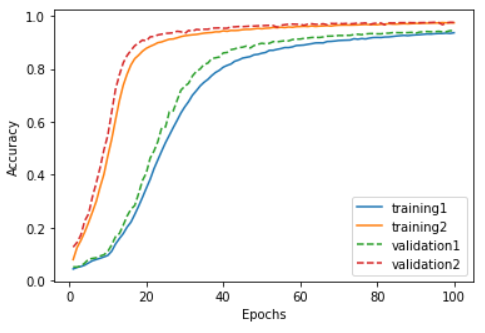 1.0
0.8
0.6
0.4
0.2
0.0
Accuracy
training1
training2
validation1
validation2
0 20 40 60 80 100
Epochs